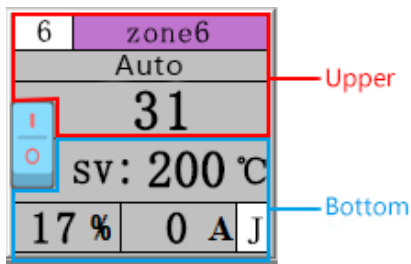 6 zone6
Auto
Upper
31
I
O
sv: 200 ℃
Bottom
17 % 0 A J